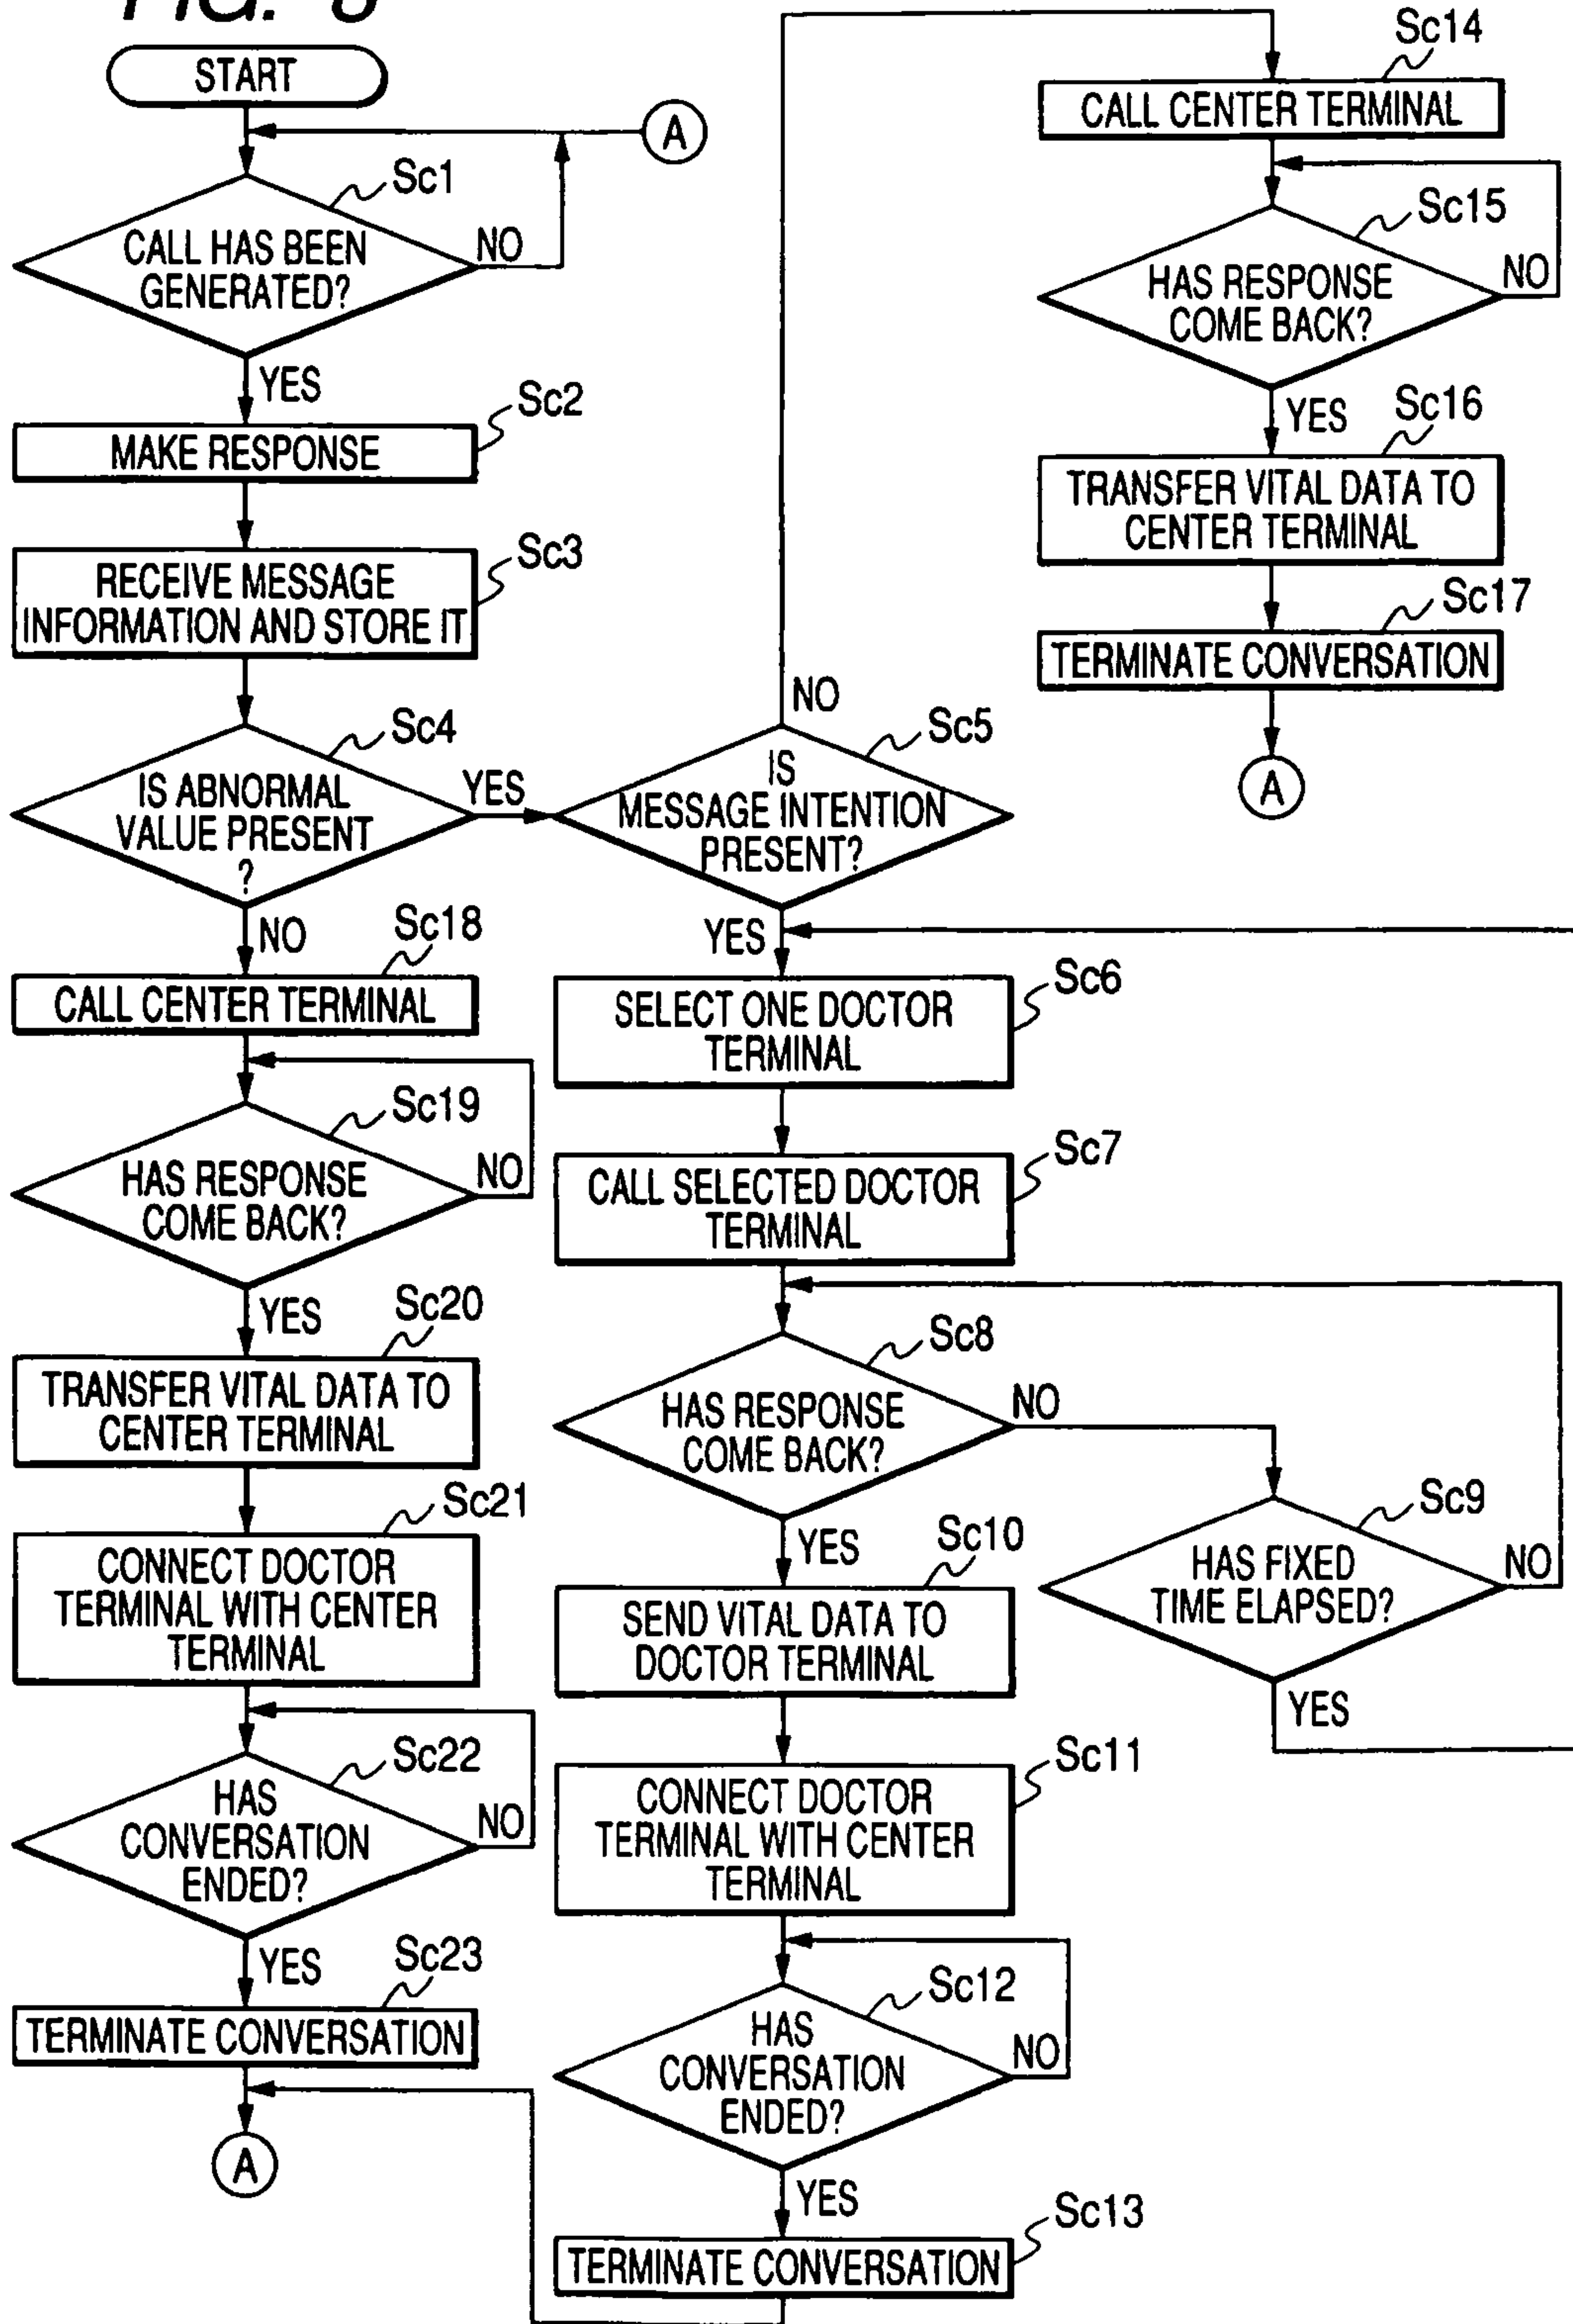 FIG.
START
A
Sc1
CALL HAS BEEN
GENERATED?
NO
YES
Sc2
MAKE RESPONSE
Sc3
RECEIVE MESSAGE
INFORMATION AND STORE IT
Sc4
IS ABNORMAL
VALUE PRESENT
?
YES
NO
Sc18
CALL CENTER TERMINAL
Sc19
HAS RESPONSE
COME BACK?
NO
YES
Sc20
TRANSFER VITAL DATA TO
CENTER TERMINAL
Sc21
CONNECT DOCTOR
TERMINAL WITH CENTER
TERMINAL
Sc22
HAS
CONVERSATION
ENDED?
NO
YES
Sc23
TERMINATE CONVERSATION
A
NO
Sc5
IS
MESSAGE INTENTION
PRESENT?
YES
Sc6
SELECT ONE DOCTOR
TERMINAL
Sc7
CALL SELECTED DOCTOR
TERMINAL
Sc8
HAS RESPONSE
COME BACK?
NO
YES
Sc9
HAS FIXED
TIME ELAPSED?
NO
YES
Sc10
SEND VITAL DATA TO
DOCTOR TERMINAL
Sc11
CONNECT DOCTOR
TERMINAL WITH CENTER
TERMINAL
Sc12
HAS
CONVERSATION
ENDED?
NO
YES
Sc13
TERMINATE CONVERSATION
Sc14
CALL CENTER TERMINAL
Sc15
HAS RESPONSE
COME BACK?
NO
YES
Sc16
TRANSFER VITAL DATA TO
CENTER TERMINAL
Sc17
TERMINATE CONVERSATION
A